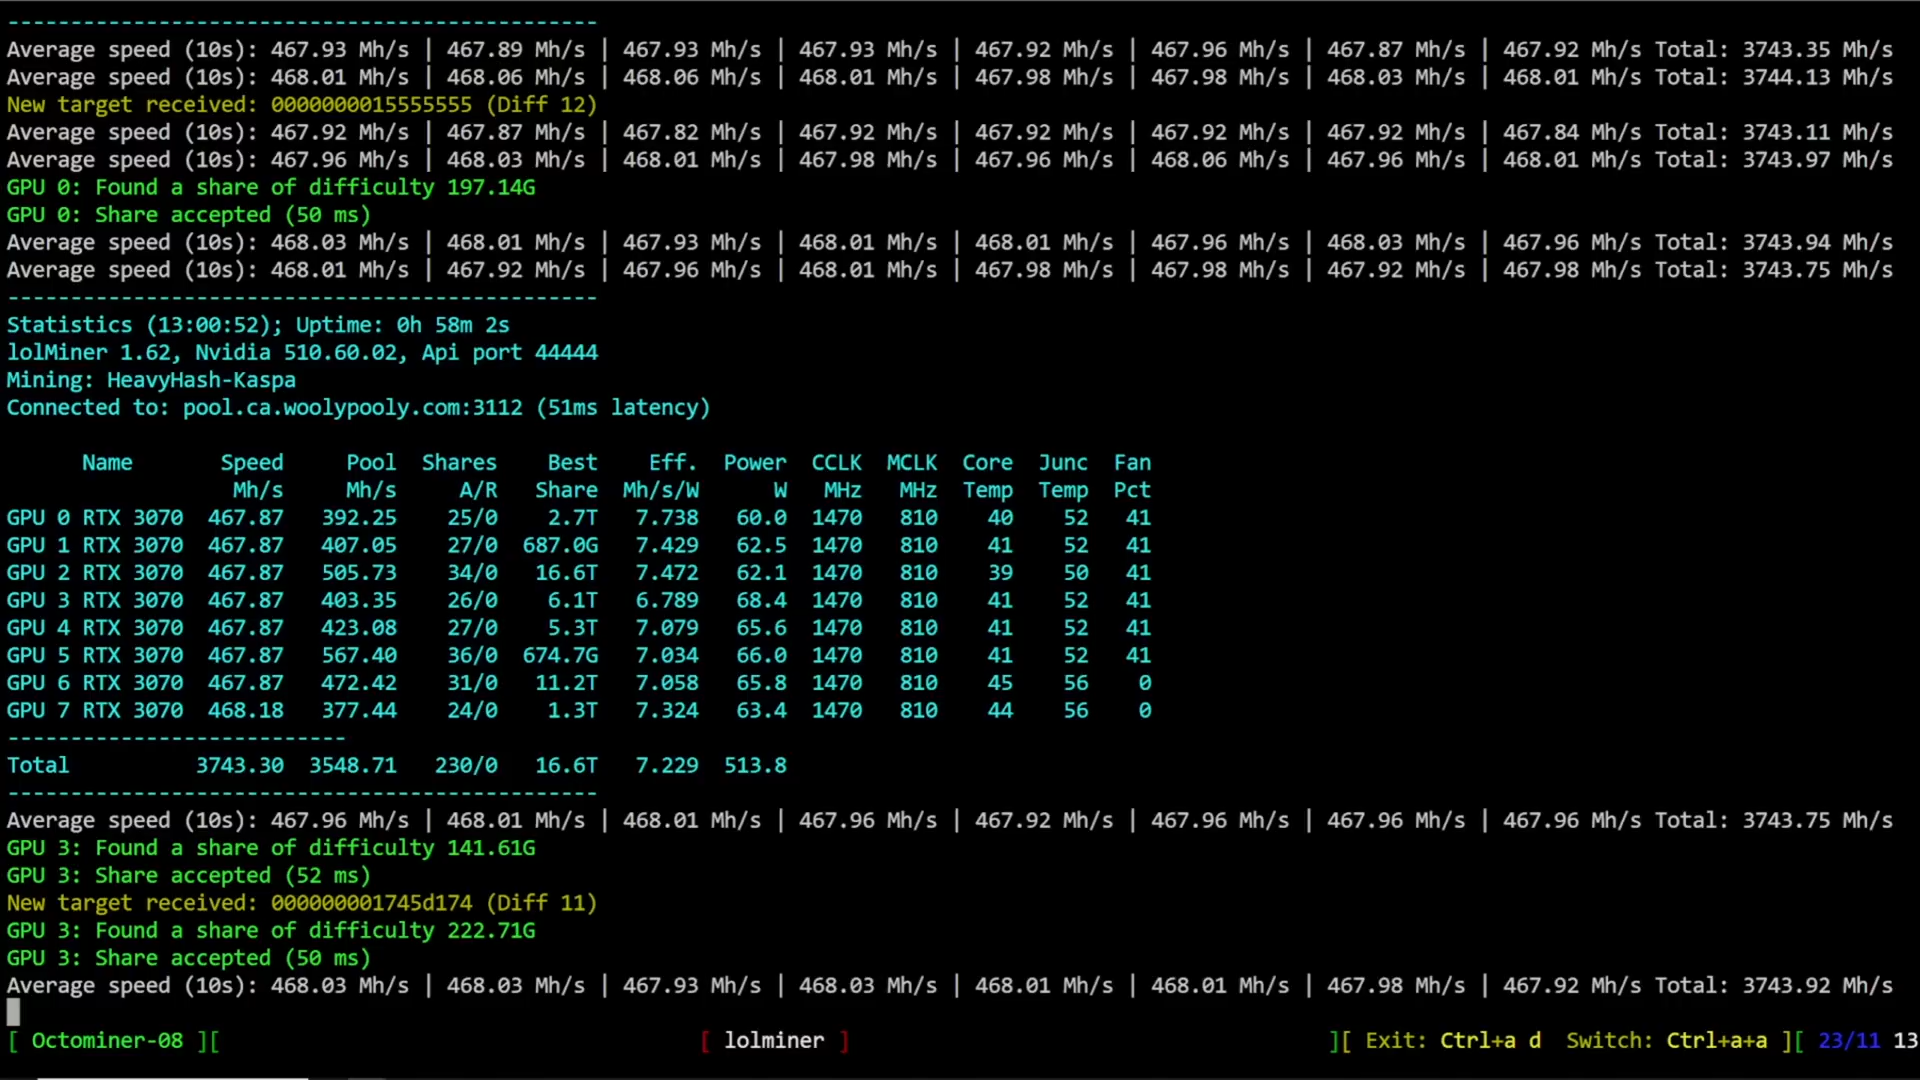 -----------------------------------------------
Average speed (10s): 467.93 Mh/s | 467.89 Mh/s | 467.93 Mh/s | 467.93 Mh/s | 467.92 Mh/s | 467.96 Mh/s | 467.87 Mh/s | 467.92 Mh/s Total: 3743.35 Mh/s
Average speed (10s): 468.01 Mh/s | 468.06 Mh/s | 468.06 Mh/s | 468.01 Mh/s | 467.98 Mh/s | 467.98 Mh/s | 468.03 Mh/s | 468.01 Mh/s Total: 3744.13 Mh/s
New target received: 0000000015555555 (Diff 12)
Average speed (10s): 467.92 Mh/s | 467.87 Mh/s | 467.82 Mh/s | 467.92 Mh/s | 467.92 Mh/s | 467.92 Mh/s | 467.92 Mh/s | 467.84 Mh/s Total: 3743.11 Mh/s
Average speed (10s): 467.96 Mh/s | 468.03 Mh/s | 468.01 Mh/s | 467.98 Mh/s | 467.96 Mh/s | 468.06 Mh/s | 467.96 Mh/s | 468.01 Mh/s Total: 3743.97 Mh/s
GPU 0: Found a share of difficulty 197.14G
GPU 0: Share accepted (50 ms)
Average speed (10s): 468.03 Mh/s | 468.01 Mh/s | 467.93 Mh/s | 468.01 Mh/s | 468.01 Mh/s | 467.96 Mh/s | 468.03 Mh/s | 467.96 Mh/s Total: 3743.94 Mh/s
Average speed (10s): 468.01 Mh/s | 467.92 Mh/s | 467.96 Mh/s | 468.01 Mh/s | 467.98 Mh/s | 467.98 Mh/s | 467.92 Mh/s | 467.98 Mh/s Total: 3743.75 Mh/s
-----------------------------------------------
Statistics (13:00:52); Uptime: 0h 58m 2s
lolMiner 1.62, Nvidia 510.60.02, Api port 44444
Mining: HeavyHash-Kaspa
Connected to: pool.ca.woolypooly.com:3112 (51ms latency)
Name Speed Pool Shares Best Eff. Power CCLK MCLK Core Junc Fan
Mh/s Mh/s A/R Share Mh/s/W W MHz MHz Temp Temp Pct
GPU 0 RTX 3070 467.87 392.25 25/0 2.7T 7.738 60.0 1470 810 40 52 41
GPU 1 RTX 3070 467.87 407.05 27/0 687.0G 7.429 62.5 1470 810 41 52 41
GPU 2 RTX 3070 467.87 505.73 34/0 16.6T 7.472 62.1 1470 810 39 50 41
GPU 3 RTX 3070 467.87 403.35 26/0 6.1T 6.789 68.4 1470 810 41 52 41
GPU 4 RTX 3070 467.87 423.08 27/0 5.3T 7.079 65.6 1470 810 41 52 41
GPU 5 RTX 3070 467.87 567.40 36/0 674.7G 7.034 66.0 1470 810 41 52 41
GPU 6 RTX 3070 467.87 472.42 31/0 11.2T 7.058 65.8 1470 810 45 56 0
GPU 7 RTX 3070 468.18 377.44 24/0 1.3T 7.324 63.4 1470 810 44 56 0
---------------------------
Total 3743.30 3548.71 230/0 16.6T 7.229 513.8
-----------------------------------------------
Average speed (10s): 467.96 Mh/s | 468.01 Mh/s | 468.01 Mh/s | 467.96 Mh/s | 467.92 Mh/s | 467.96 Mh/s | 467.96 Mh/s | 467.96 Mh/s Total: 3743.75 Mh/s
GPU 3: Found a share of difficulty 141.61G
GPU 3: Share accepted (52 ms)
New target received: 000000001745d174 (Diff 11)
GPU 3: Found a share of difficulty 222.71G
GPU 3: Share accepted (50 ms)
Average speed (10s): 468.03 Mh/s | 468.03 Mh/s | 467.93 Mh/s | 468.03 Mh/s | 468.01 Mh/s | 468.01 Mh/s | 467.98 Mh/s | 467.92 Mh/s Total: 3743.92 Mh/s
[ Octominer-08 ][ [ lolminer ] ][ Exit: Ctrl+a d Switch: Ctrl+a+a ][ 23/11 13